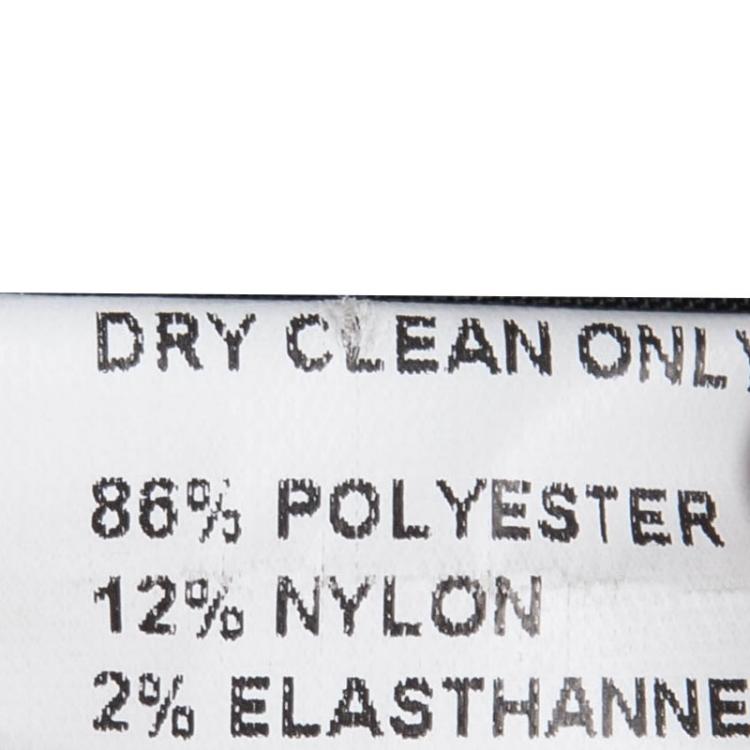 DRY CLEAN ONLY
86% POLYESTER
12% NYLON
2% ELASTHANNE